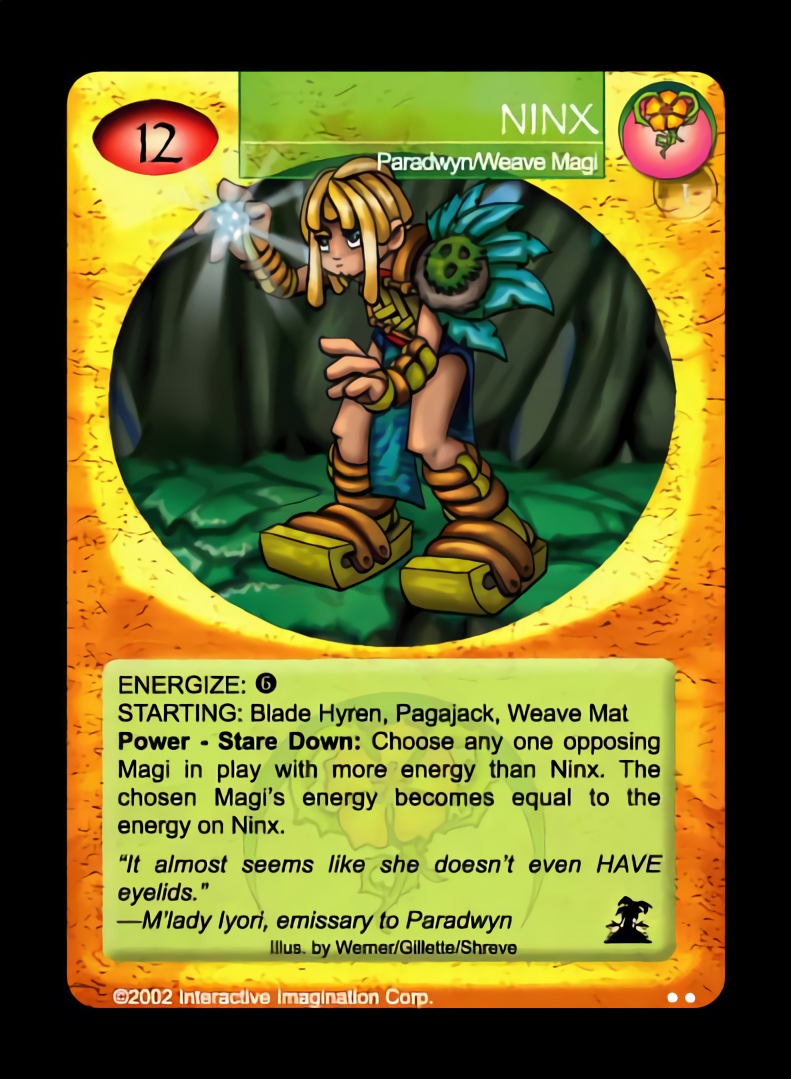 12
NINX
Paradwyn/Weave Magi
1
ENERGIZE: 6
STARTING: Blade Hyren, Pagajack, Weave Mat
Power - Stare Down: Choose any one opposing
Magi in play with more energy than Ninx. The
chosen Magi's energy becomes equal to the
energy on Ninx.
“It almost seems like she doesn't even HAVE
eyelids.”
—M'lady Iyori, emissary to Paradwyn
Illus. by Werner/Gillette/Shreve
©2002 Interactive Imagination Corp.